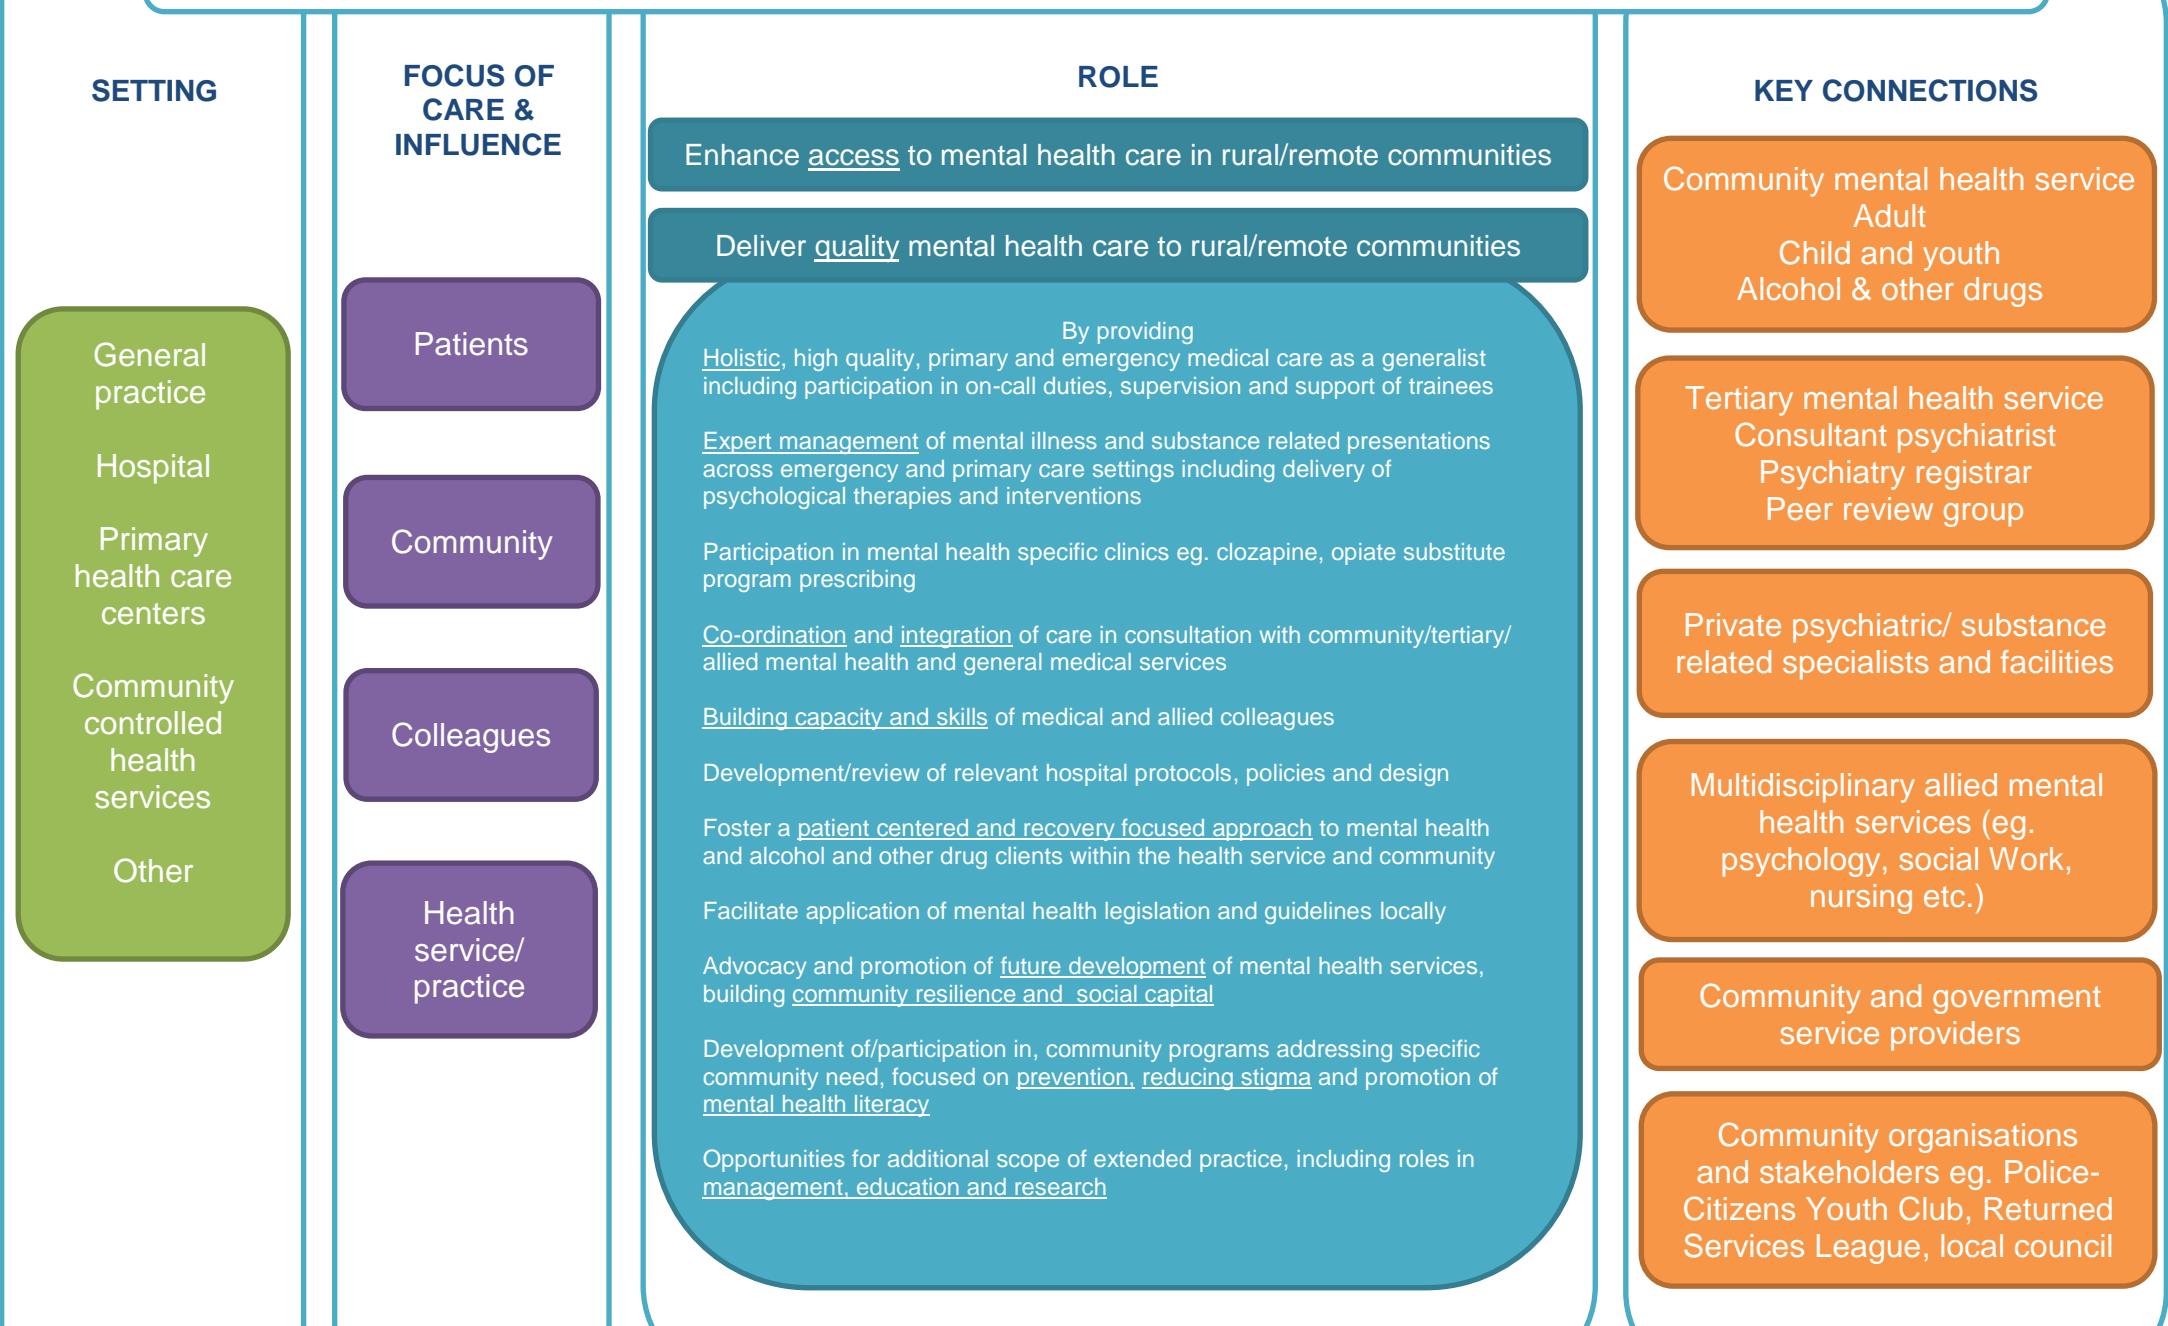 SETTING
General
practice
Hospital
Primary
health care
centers
Community
controlled
health
services
Other
FOCUS OF
CARE &
INFLUENCE
Patients
Community
Colleagues
Health
service/
practice
ROLE
Enhance access to mental health care in rural/remote communities
Deliver quality mental health care to rural/remote communities
By providing
Holistic, high quality, primary and emergency medical care as a generalist
including participation in on-call duties, supervision and support of trainees
Expert management of mental illness and substance related presentations
across emergency and primary care settings including delivery of
psychological therapies and interventions
Participation in mental health specific clinics eg. clozapine, opiate substitute
program prescribing
Co-ordination and integration of care in consultation with community/tertiary/
allied mental health and general medical services
Building capacity and skills of medical and allied colleagues
Development/review of relevant hospital protocols, policies and design
Foster a patient centered and recovery focused approach to mental health
and alcohol and other drug clients within the health service and community
Facilitate application of mental health legislation and guidelines locally
Advocacy and promotion of future development of mental health services,
building community resilience and  social capital
Development of/participation in, community programs addressing specific
community need, focused on prevention, reducing stigma and promotion of
mental health literacy
Opportunities for additional scope of extended practice, including roles in
management, education and research
KEY CONNECTIONS
Community mental health service
Adult
Child and youth
Alcohol & other drugs
Tertiary mental health service
Consultant psychiatrist
Psychiatry registrar
Peer review group
Private psychiatric/ substance
related specialists and facilities
Multidisciplinary allied mental
health services (eg.
psychology, social Work,
nursing etc.)
Community and government
service providers
Community organisations
and stakeholders eg. Police-
Citizens Youth Club, Returned
Services League, local council